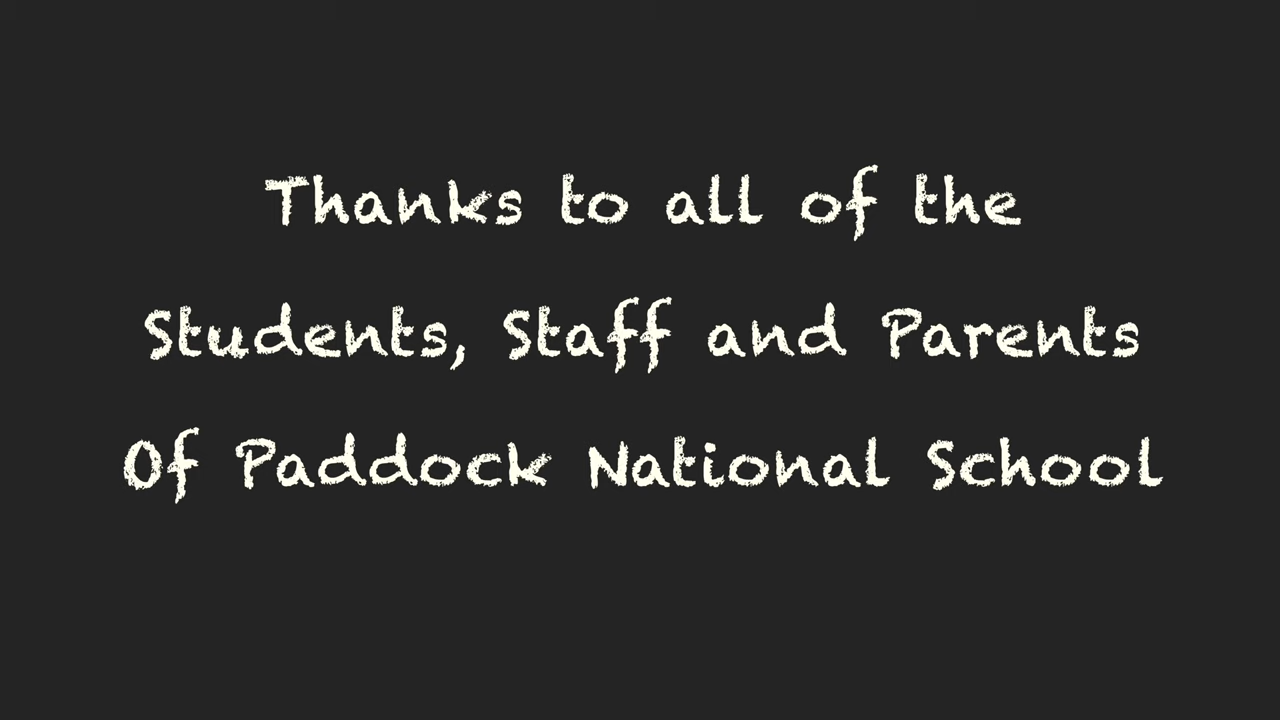 Thanks to all of the
Students, Staff and Parents
Of Paddock National School